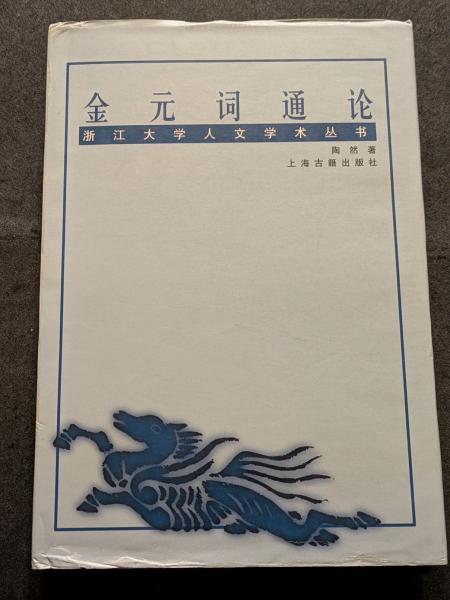 金元词通论
浙江大学人文学术丛书
陶然著
上海古籍出版社